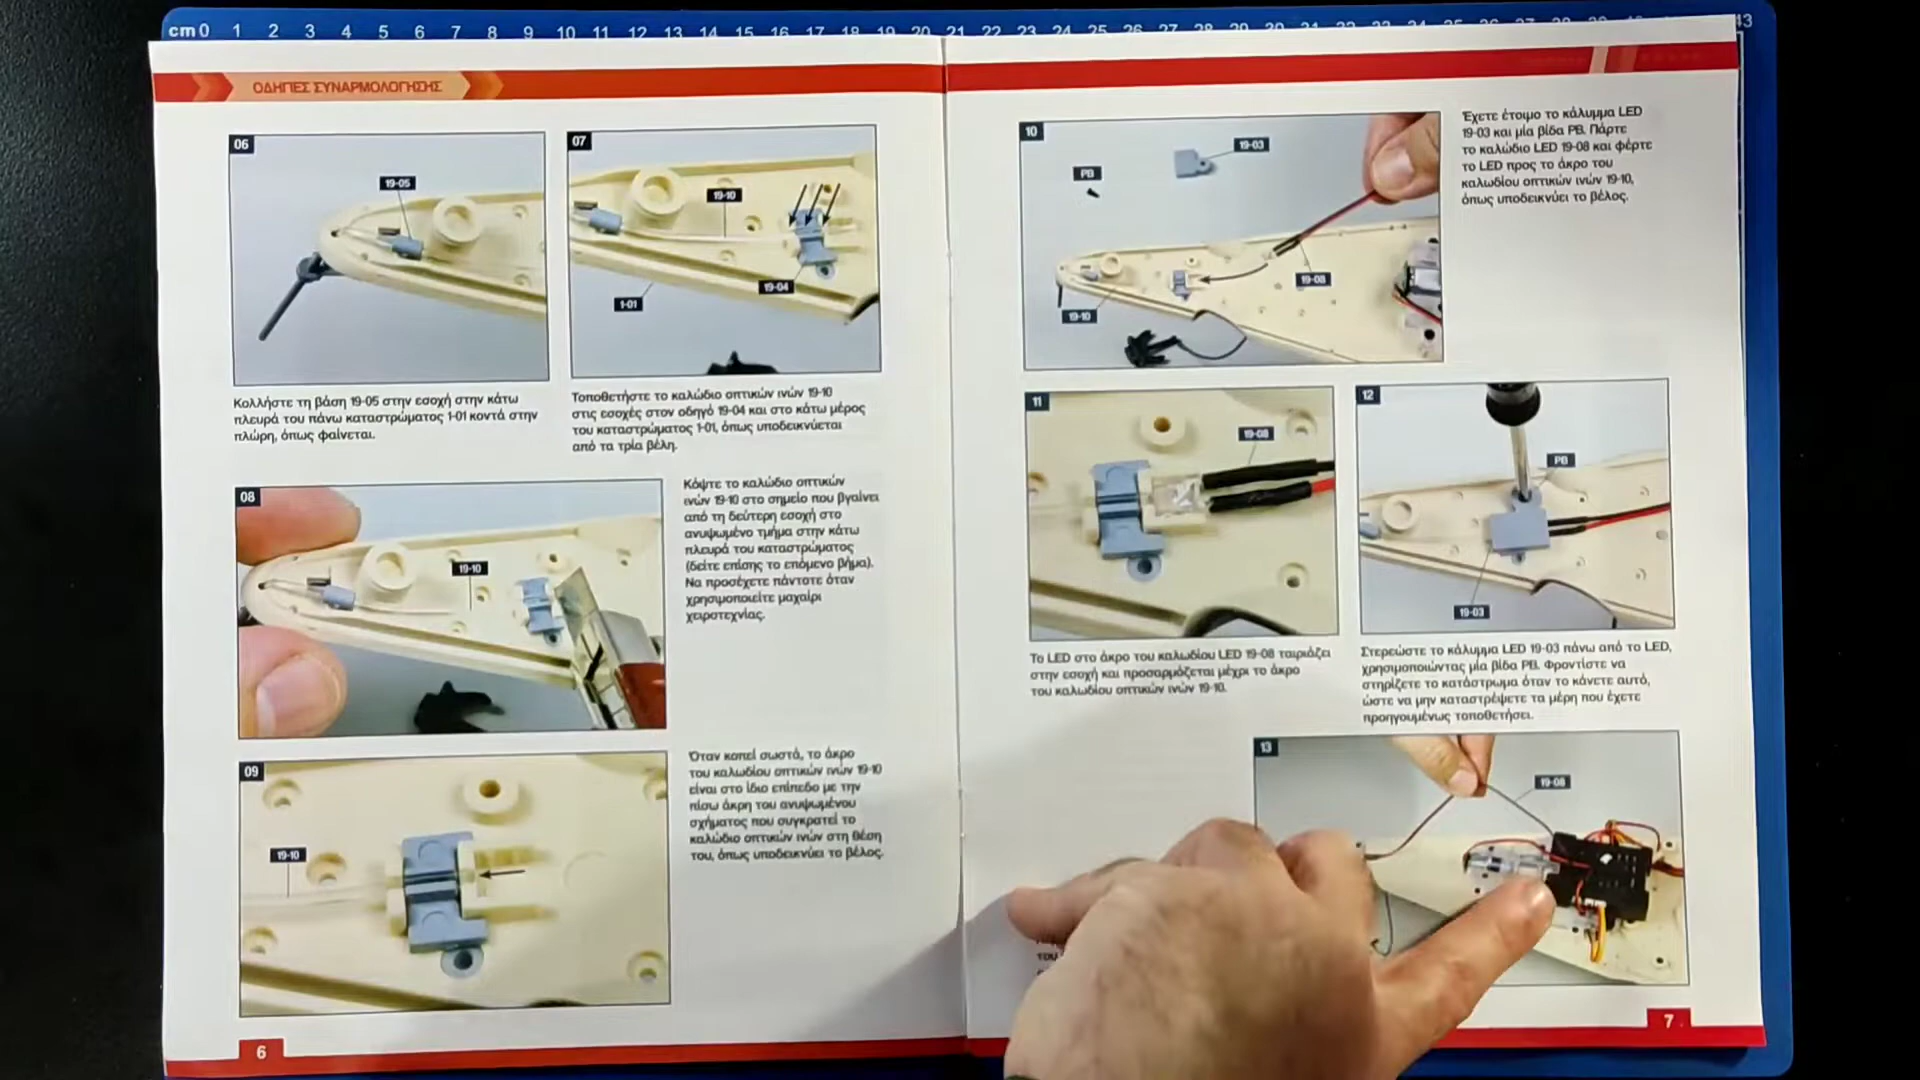 cm 0 1 2 3 4 5 6 7 8 9 10 11 12 13 14 15 16 17 18 19 20 21 22 23 24 25 26 27 28 29 30 43
ΟΔΗΓΙΕΣ ΣΥΝΑΡΜΟΛΟΓΗΣΗΣ
06
19-05
Κολλήστε τη βάση 19-05 στην εσοχή στην κάτω
πλευρά του πάνω καταστρώματος 1-01 κοντά στην
πλώρη, όπως φαίνεται.
07
19-10
19-04
1-01
Τοποθετήστε το καλώδιο οπτικών ινών 19-10
στις εσοχές στον οδηγό 19-04 και στο κάτω μέρος
του καταστρώματος 1-01, όπως υποδεικνύεται
από τα τρία βέλη.
08
19-10
Κόψτε το καλώδιο οπτικών
ινών 19-10 στο σημείο που βγαίνει
από τη δεύτερη εσοχή στο
ανυψωμένο τμήμα στην κάτω
πλευρά του καταστρώματος
(δείτε επίσης το επόμενο βήμα).
Να προσέχετε πάντοτε όταν
χρησιμοποιείτε μαχαίρι
χειροτεχνίας.
09
19-10
Όταν κοπεί σωστά, το άκρο
του καλωδίου οπτικών ινών 19-10
είναι στο ίδιο επίπεδο με την
πίσω άκρη του ανυψωμένου
σχήματος που συγκρατεί το
καλώδιο οπτικών ινών στη θέση
του, όπως υποδεικνύει το βέλος.
6
10
19-03
PB
19-08
19-10
Έχετε έτοιμο το κάλυμμα LED
19-03 και μία βίδα PB. Πάρτε
το καλώδιο LED 19-08 και φέρτε
το LED προς το άκρο του
καλωδίου οπτικών ινών 19-10,
όπως υποδεικνύει το βέλος.
11
19-08
Το LED στο άκρο του καλωδίου LED 19-08 ταιριάζει
στην εσοχή και προσαρμόζεται μέχρι το άκρο
του καλωδίου οπτικών ινών 19-10.
12
PB
19-03
Στερεώστε το κάλυμμα LED 19-03 πάνω από το LED,
χρησιμοποιώντας μία βίδα PB. Φροντίστε να
στηρίζετε το κατάστρωμα όταν το κάνετε αυτό,
ώστε να μην καταστρέψετε τα μέρη που έχετε
προηγουμένως τοποθετήσει.
13
19-08
του
7